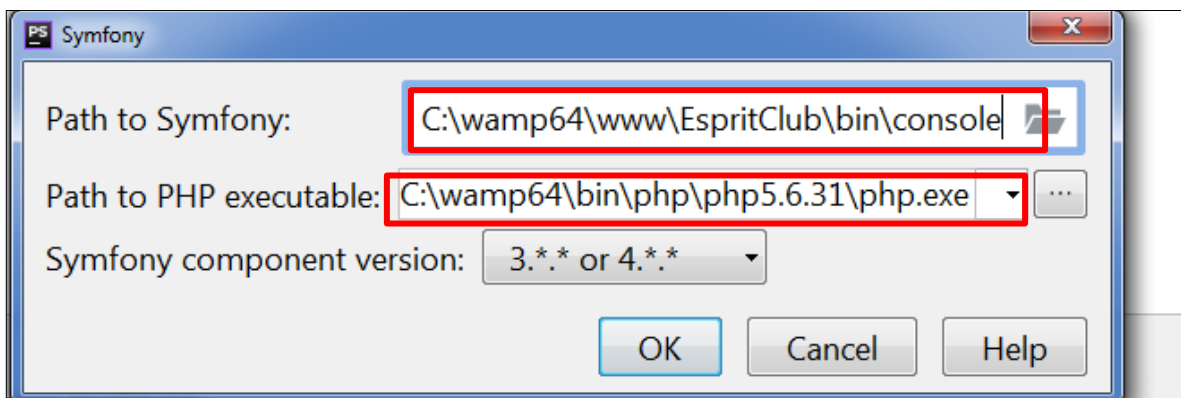 PS Symfony x
Path to Symfony: C:\wamp64\www\EspritClub\bin\console
Path to PHP executable: C:\wamp64\bin\php\php5.6.31\php.exe ...
Symfony component version: 3.*.* or 4.*.*
OK Cancel Help